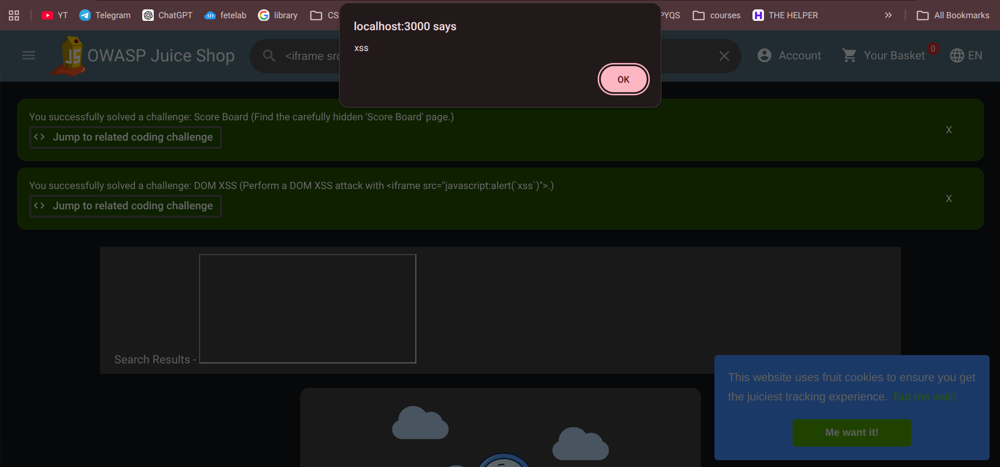 YT Telegram ChatGPT fetelab library CS PYQS courses THE HELPER All Bookmarks
localhost:3000 says
xss
OK
OWASP Juice Shop <iframe src Account Your Basket 0 EN
You successfully solved a challenge: Score Board (Find the carefully hidden 'Score Board' page.)
<> Jump to related coding challenge
X
You successfully solved a challenge: DOM XSS (Perform a DOM XSS attack with <iframe src="javascript:alert(`xss`)">.)
<> Jump to related coding challenge
X
Search Results -
This website uses fruit cookies to ensure you get
the juiciest tracking experience. But me wait!
Me want it!